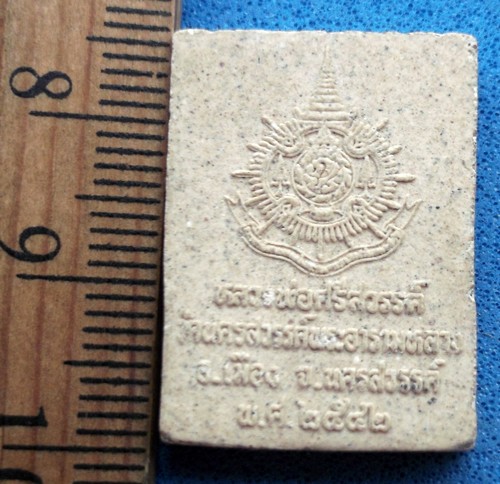 8
9
10
หลวงพ่อศรีสวรรค์
วัดนครสวรรค์พระอารามหลวง
อ.เมือง จ.นครสวรรค์
พ.ศ. ๒๕๔๒